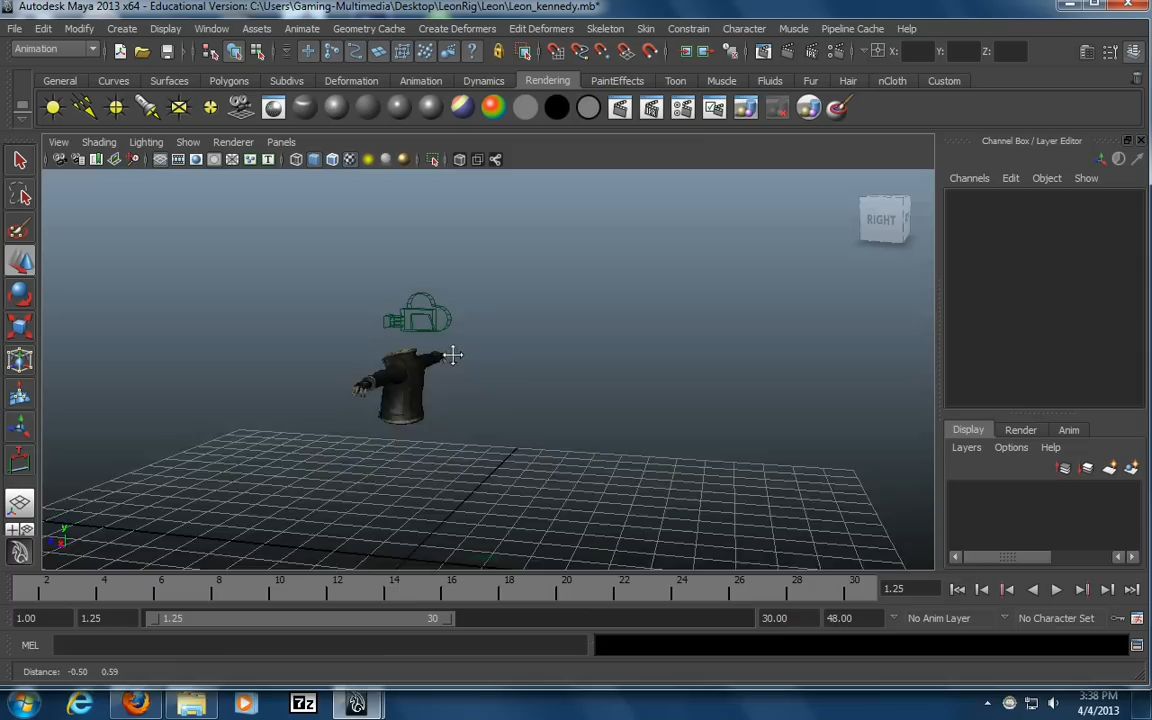 Autodesk Maya 2013 x64 - Educational Version: C:\Users\Gaming-Multimedia\Desktop\LeonRig\Leon\Leon_kennedy.mb*
File Edit Modify Create Display Window Assets Animate Geometry Cache Create Deformers Edit Deformers Skeleton Skin Constrain Character Muscle Pipeline Cache Help
Animation X: Y: Z:
General Curves Surfaces Polygons Subdivs Deformation Animation Dynamics Rendering PaintEffects Toon Muscle Fluids Fur Hair nCloth Custom
View Shading Lighting Show Renderer Panels
Channel Box / Layer Editor
Channels Edit Object Show
RIGHT
Display Render Anim
Layers Options Help
2 4 6 8 10 12 14 16 18 20 22 24 26 28 30 1.25
1.00 1.25 1.25 30 30.00 48.00 No Anim Layer No Character Set
MEL
Distance: -0.50 0.59
3:38 PM
4/4/2013